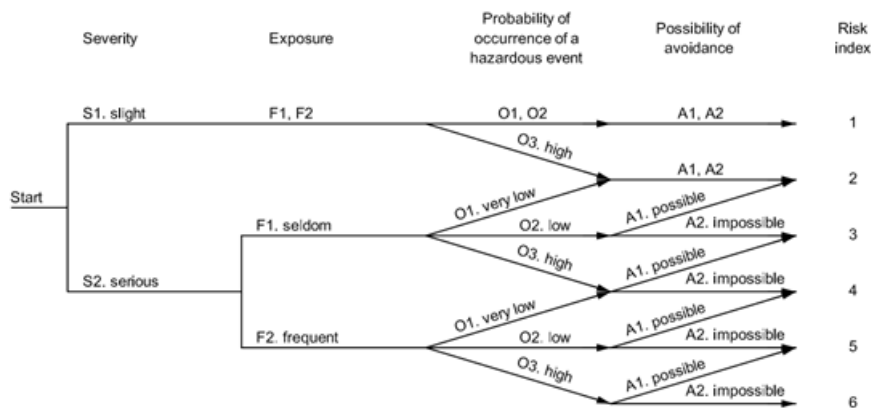 Severity
Exposure
Probability of
occurrence of a
hazardous event
Possibility of
avoidance
Risk
index
S1. slight
F1, F2
O1, O2
A1, A2
1
O3. high
A1, A2
2
Start
O1. very low
A1. possible
F1. seldom
O2. low
A2. impossible
3
O3. high
A1. possible
S2. serious
A2. impossible
4
O1. very low
A1. possible
F2. frequent
O2. low
A2. impossible
5
O3. high
A1. possible
A2. impossible
6